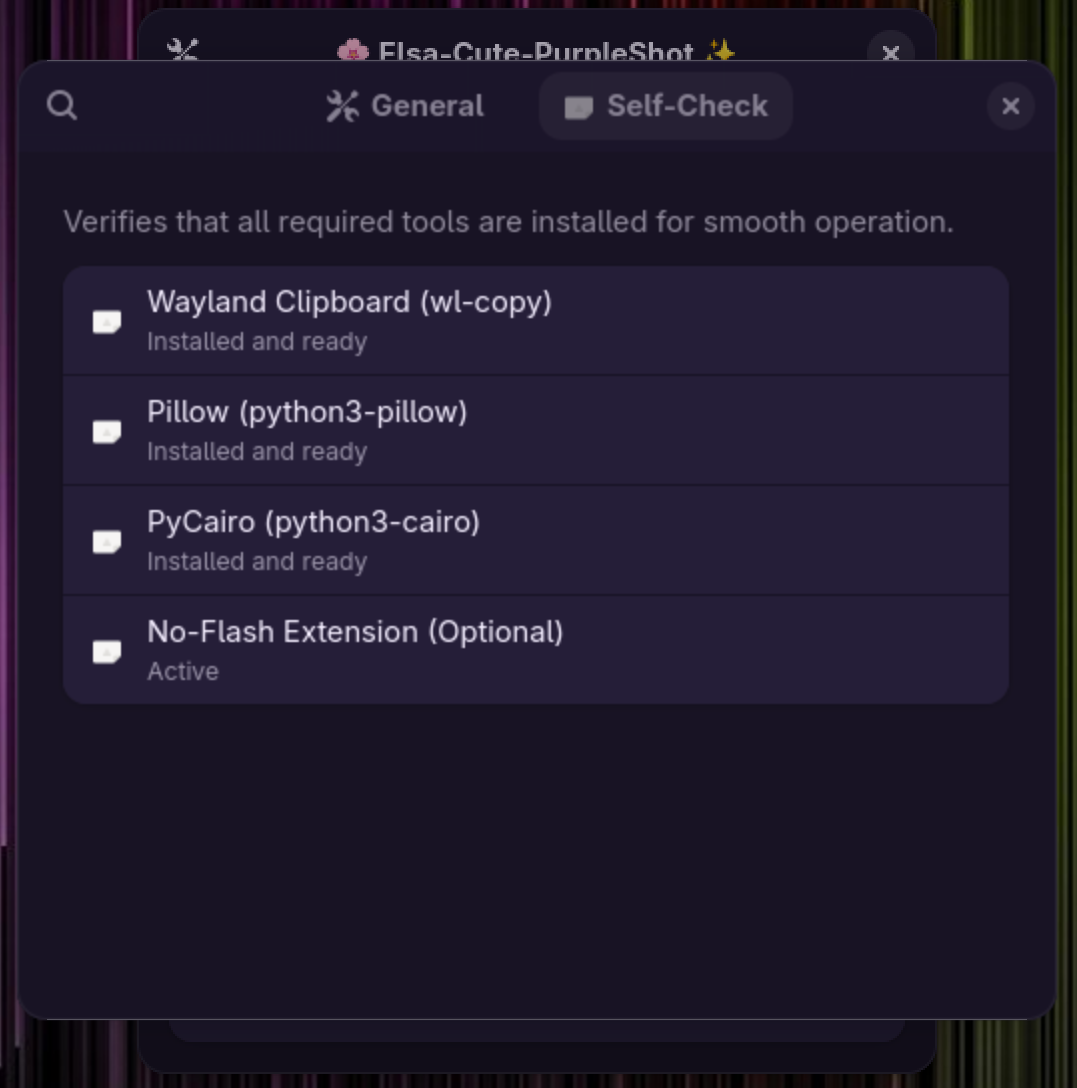 🌸 Elsa-Cute-PurpleShot ✨
General
Self-Check
Verifies that all required tools are installed for smooth operation.
Wayland Clipboard (wl-copy)
Installed and ready
Pillow (python3-pillow)
Installed and ready
PyCairo (python3-cairo)
Installed and ready
No-Flash Extension (Optional)
Active